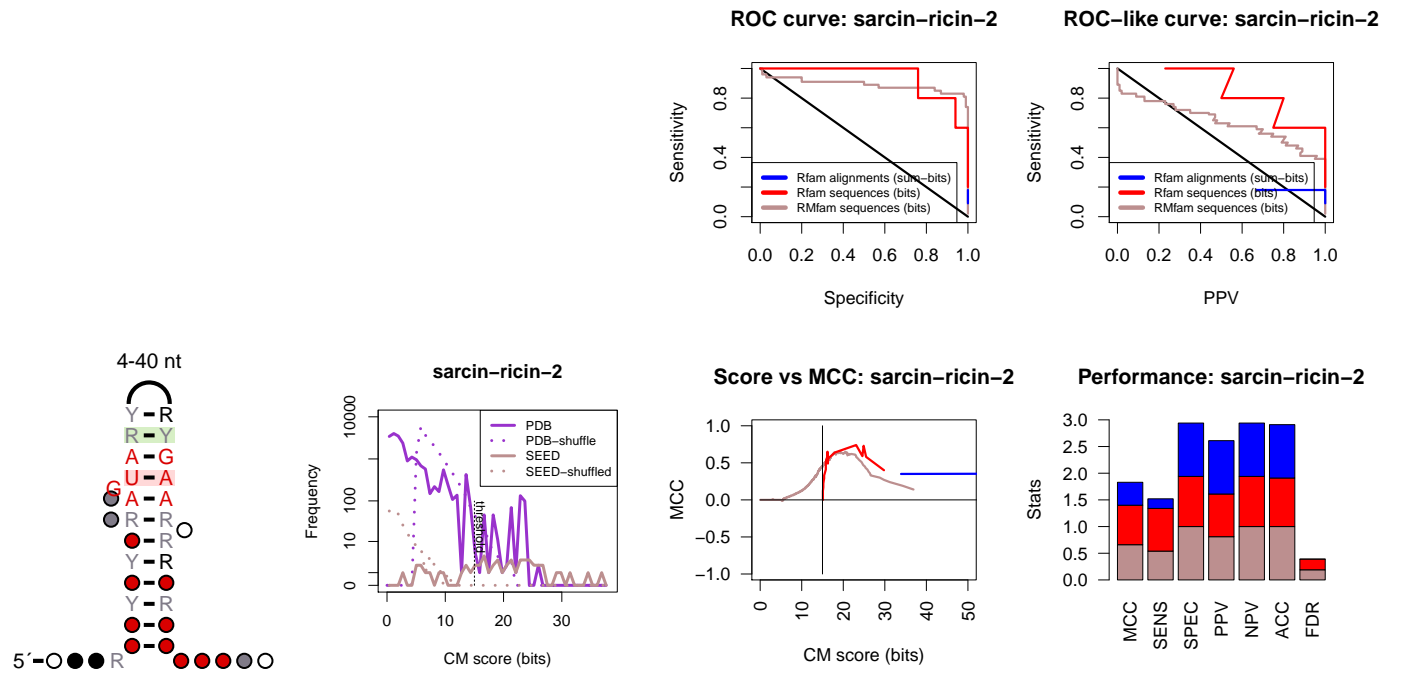 ROC curve: sarcin−ricin−2
Sensitivity
0.0 0.4 0.8
Rfam alignments (sum−bits)
Rfam sequences (bits)
RMfam sequences (bits)
0.0 0.2 0.4 0.6 0.8 1.0
Specificity
ROC−like curve: sarcin−ricin−2
Sensitivity
0.0 0.4 0.8
Rfam alignments (sum−bits)
Rfam sequences (bits)
RMfam sequences (bits)
0.0 0.2 0.4 0.6 0.8 1.0
PPV
4-40 nt
Y R
R Y
A G
U A
G
A A
R R
Y R
Y R
5´ R
sarcin−ricin−2
Frequency
0 10 100 10000
PDB
PDB−shuffle
SEED
SEED−shuffled
threshold
0 10 20 30
CM score (bits)
Score vs MCC: sarcin−ricin−2
MCC
1.0
0.5
0.0
−0.5
−1.0
0 10 20 30 40 50
CM score (bits)
Performance: sarcin−ricin−2
Stats
3.0
2.5
2.0
1.5
1.0
0.5
0.0
MCC SENS SPEC PPV NPV ACC FDR